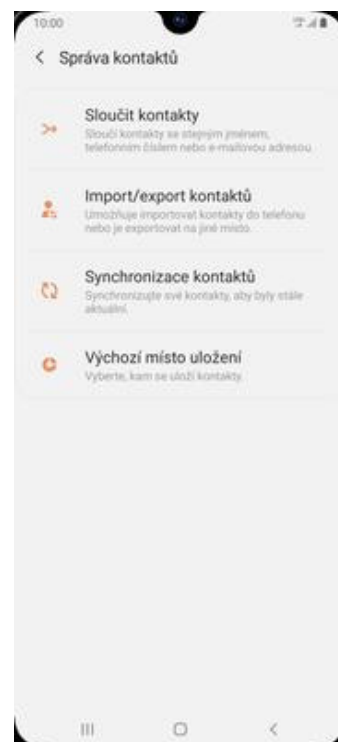 10:00
Správa kontaktů
Sloučit kontakty
Sloučí kontakty se stejným jménem,
telefonním číslem nebo e-mailovou adresou.
Import/export kontaktů
Umožňuje importovat kontakty do telefonu
nebo je exportovat na jiné místo.
Synchronizace kontaktů
Synchronizujte své kontakty, aby byly stále
aktuální.
Výchozí místo uložení
Vyberte, kam se uloží kontakty.